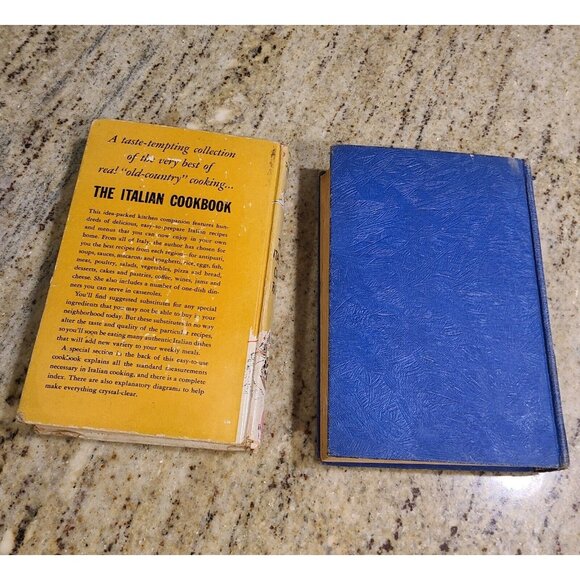 A taste-tempting collection
of the very best of
real "old-country" cooking...
THE ITALIAN COOKBOOK
This idea-packed kitchen companion features hun-
dreds of delicious, easy-to-prepare Italian recipes
and menus that you can now enjoy in your own
home. From all of Italy, the author has chosen for
you the best recipes from each region—for antipasti,
soups, sauces, macaroni and spaghetti, rice, eggs, fish,
meat, poultry, salads, vegetables, pizza and bread,
desserts, cakes and pastries, coffee, wines, jams and
cheese. She also includes a number of one-dish din-
ners you can serve in casseroles.
You'll find suggested substitutes for any special
ingredients that you may not be able to buy in your
neighborhood today. But these substitutes in no way
alter the taste and quality of the particular recipes,
so you'll soon be eating many authentic Italian dishes
that will add new variety to your weekly meals.
A special section in the back of this easy-to-use
cookbook explains all the standard measurements
necessary in Italian cooking, and there is a complete
index. There are also explanatory diagrams to help
make everything crystal-clear.